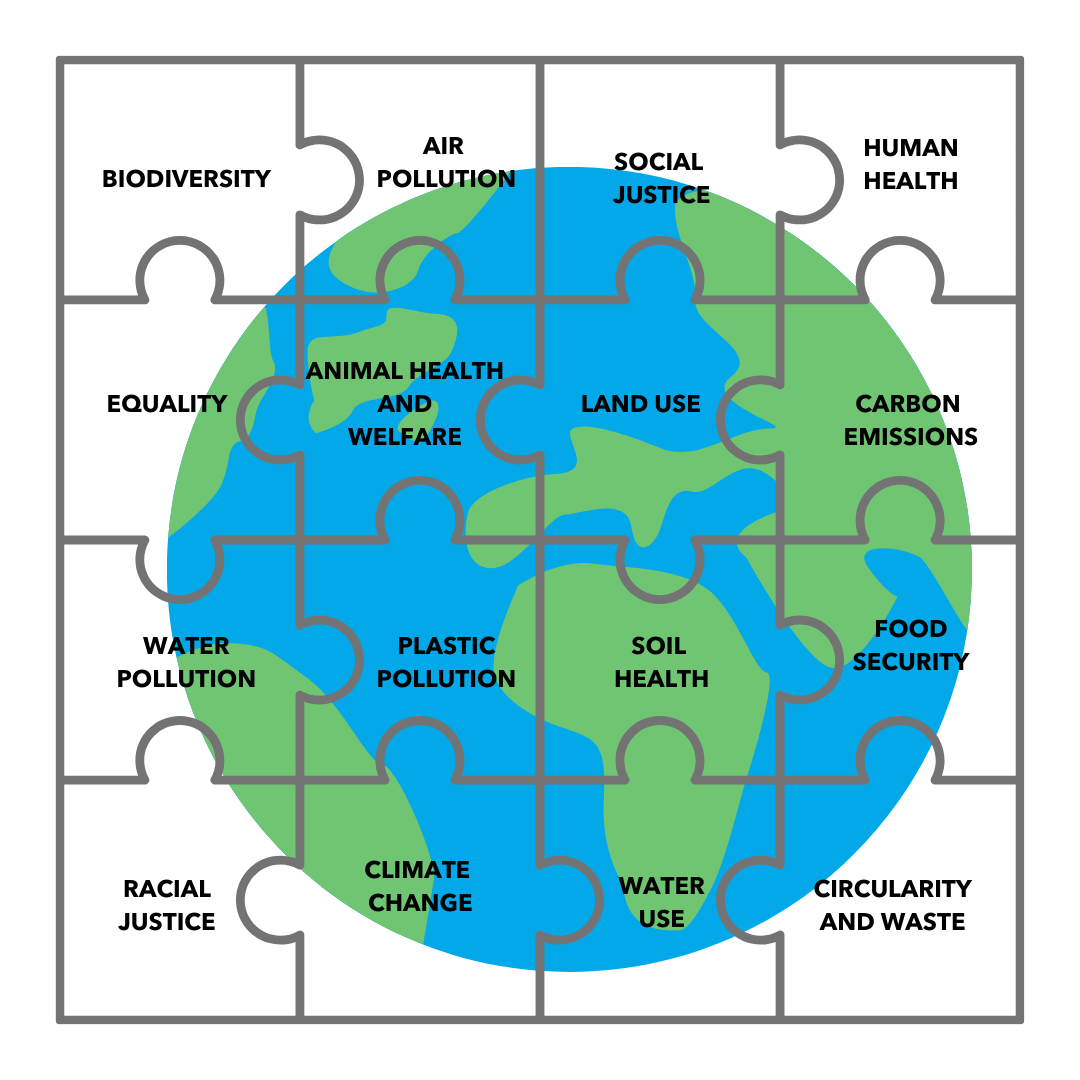 BIODIVERSITY
AIR
POLLUTION
SOCIAL
JUSTICE
HUMAN
HEALTH
EQUALITY
ANIMAL HEALTH
AND
WELFARE
LAND USE
CARBON
EMISSIONS
WATER
POLLUTION
PLASTIC
POLLUTION
SOIL
HEALTH
FOOD
SECURITY
RACIAL
JUSTICE
CLIMATE
CHANGE
WATER
USE
CIRCULARITY
AND WASTE